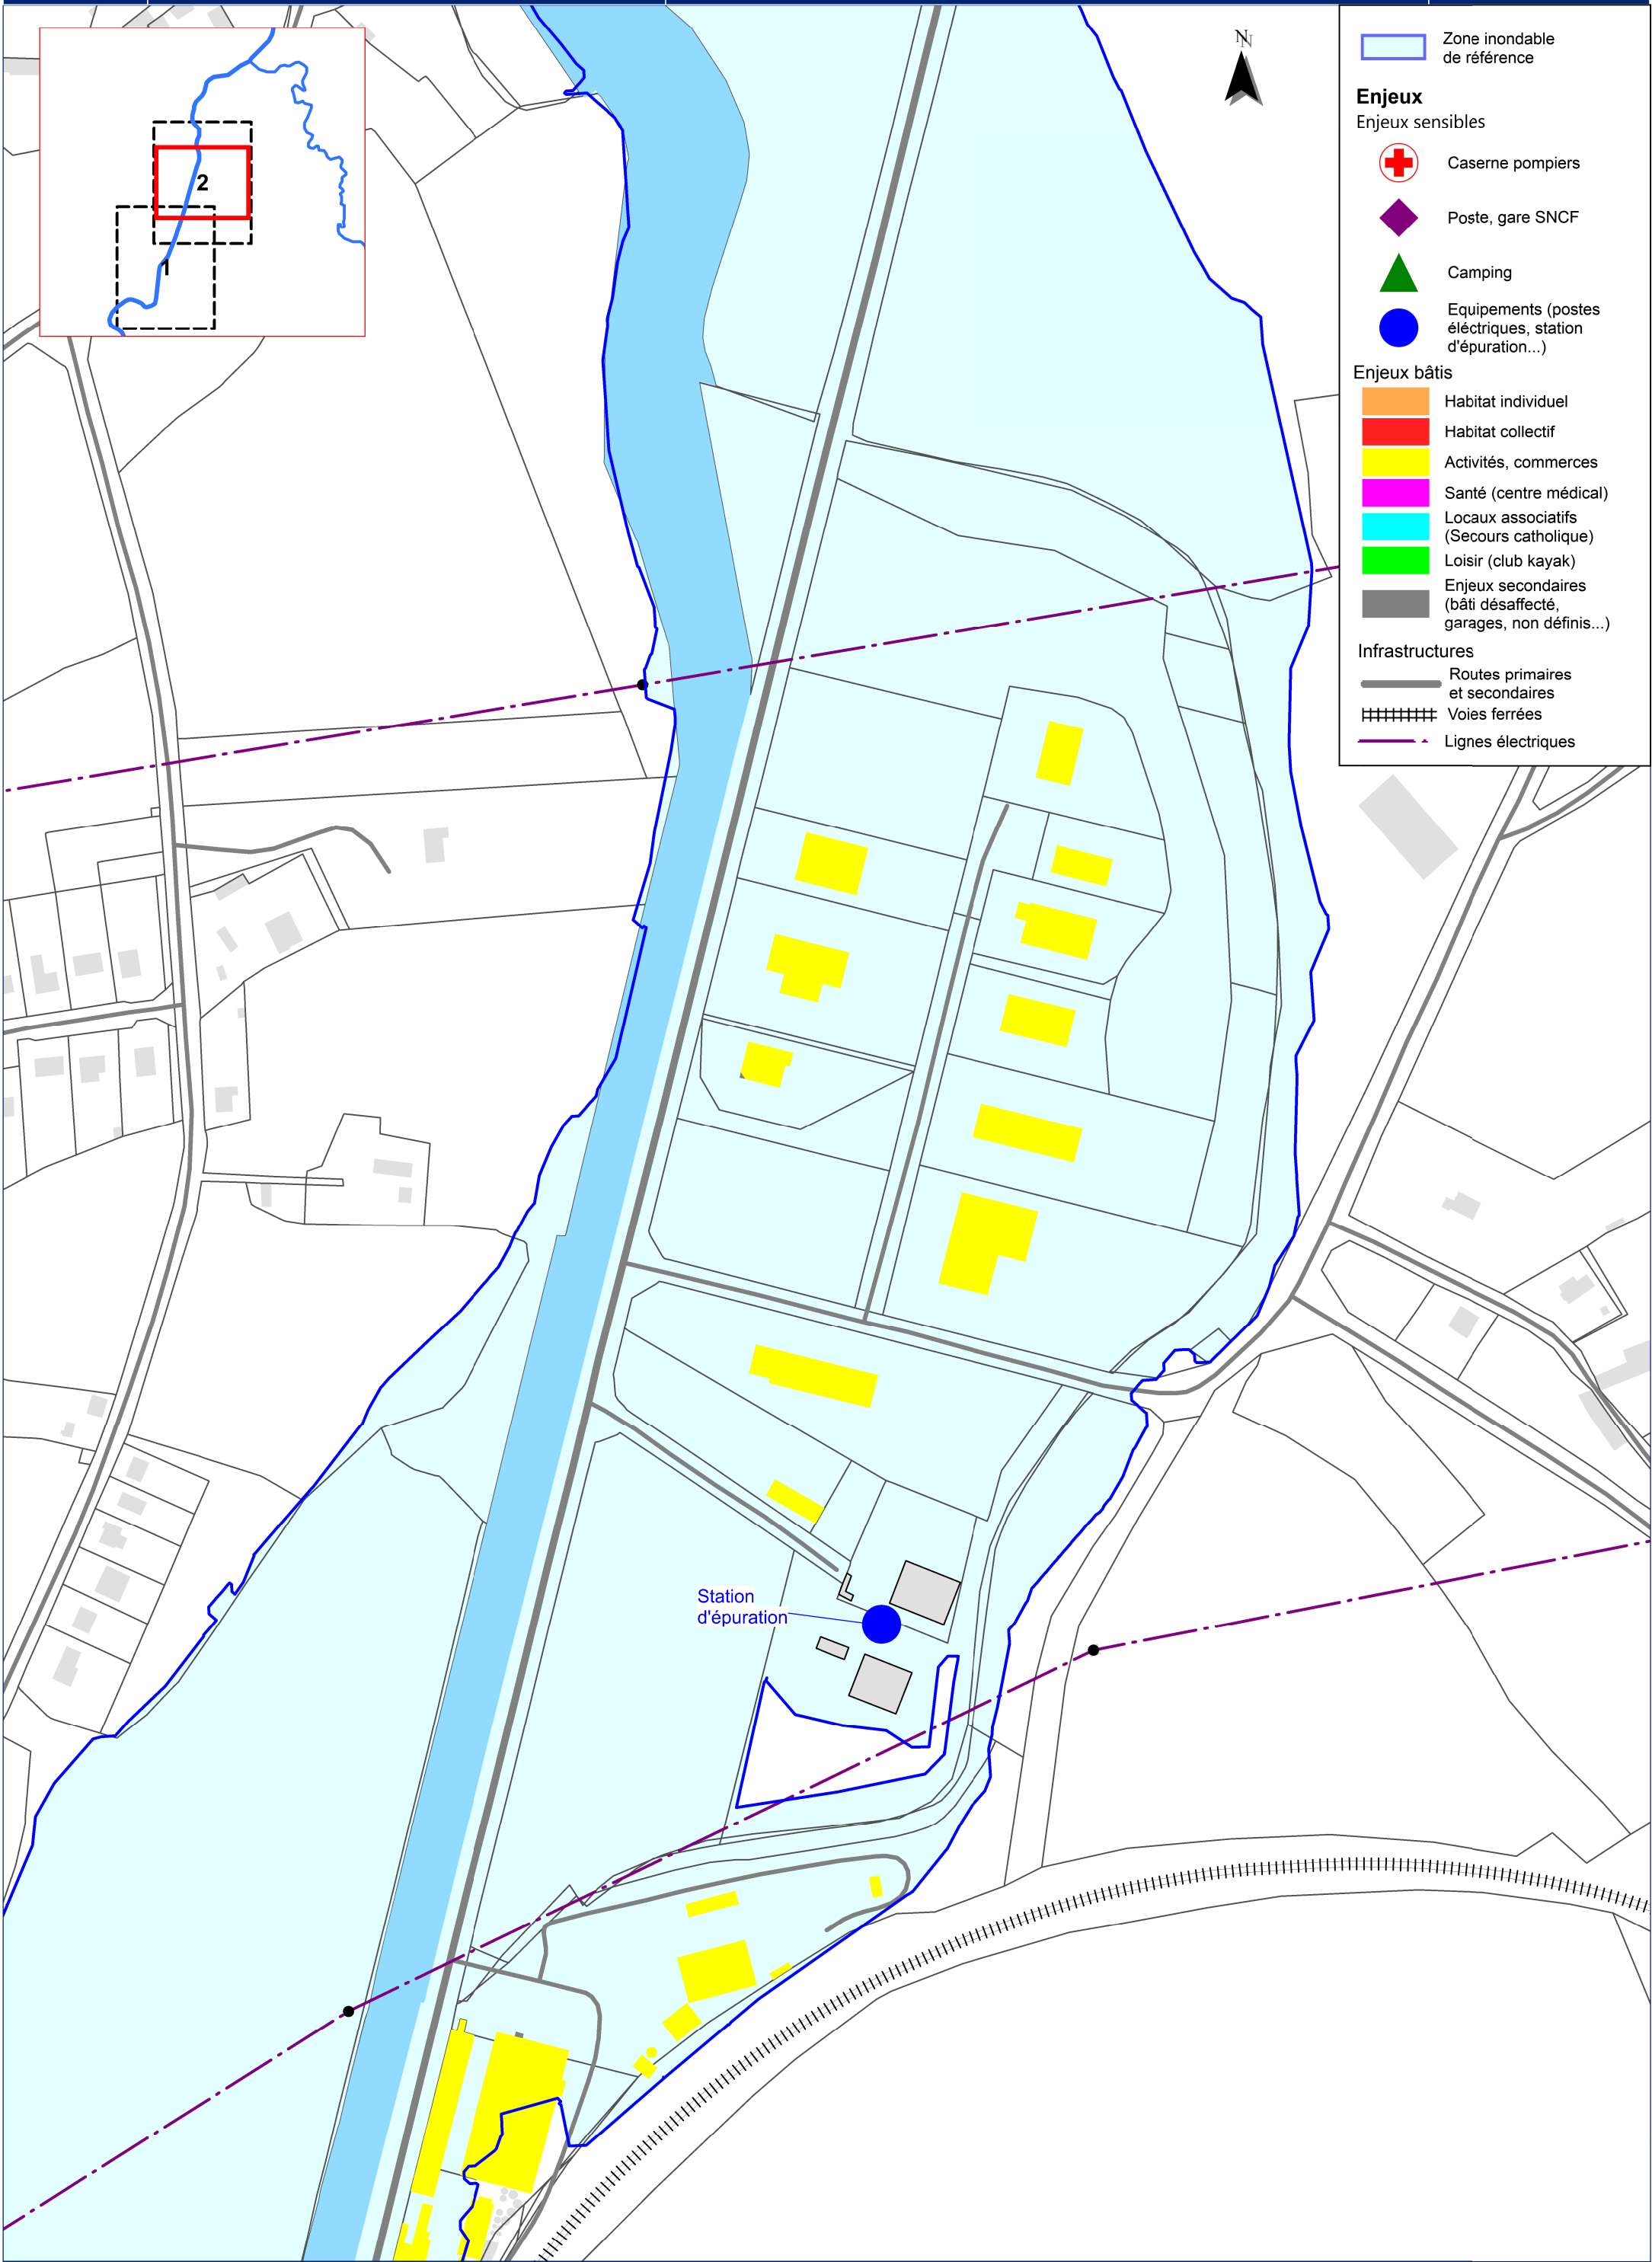 2
1
N
Zone inondable
de référence
Enjeux
Enjeux sensibles
Caserne pompiers
Poste, gare SNCF
Camping
Equipements (postes
éléctriques, station
d'épuration...)
Enjeux bâtis
Habitat individuel
Habitat collectif
Activités, commerces
Santé (centre médical)
Locaux associatifs
(Secours catholique)
Loisir (club kayak)
Enjeux secondaires
(bâti désaffecté,
garages, non définis...)
Infrastructures
Routes primaires
et secondaires
Voies ferrées
Lignes électriques
Station
d'épuration